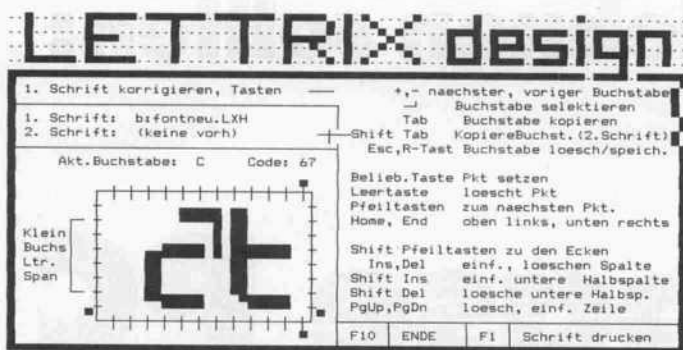 LETTRIX design
1. Schrift korrigieren, Tasten
1. Schrift: b:fontneu.LXH
2. Schrift: (keine vorh)
Akt.Buchstabe: C Code: 67
Klein
Buchs
Ltr.
Span
+,- naechster, voriger Buchstabe
┘ Buchstabe selektieren
Tab Buchstabe kopieren
Shift Tab KopiereBuchst.(2.Schrift)
Esc,R-Tast Buchstabe loesch/speich.
Belieb.Taste Pkt setzen
Leertaste loescht Pkt
Pfeiltasten zum naechsten Pkt.
Home, End oben links, unten rechts
Shift Pfeiltasten zu den Ecken
Ins,Del einf., loeschen Spalte
Shift Ins einf. untere Halbspalte
Shift Del loesche untere Halbsp.
PgUp,PgDn loesch, einf. Zeile
F10 ENDE F1 Schrift drucken